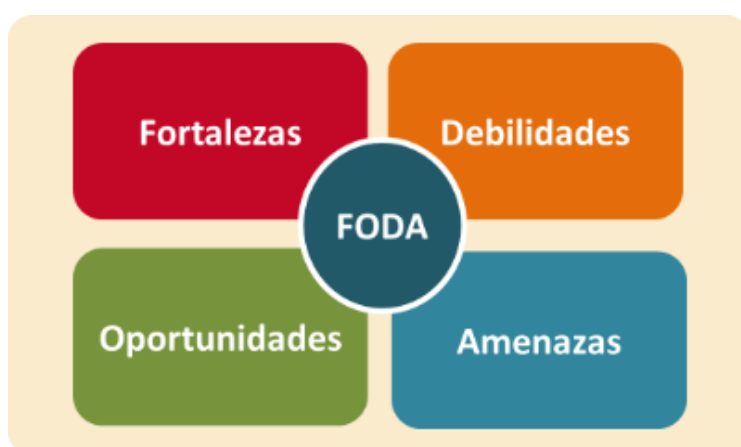 Fortalezas
Debilidades
FODA
Oportunidades
Amenazas